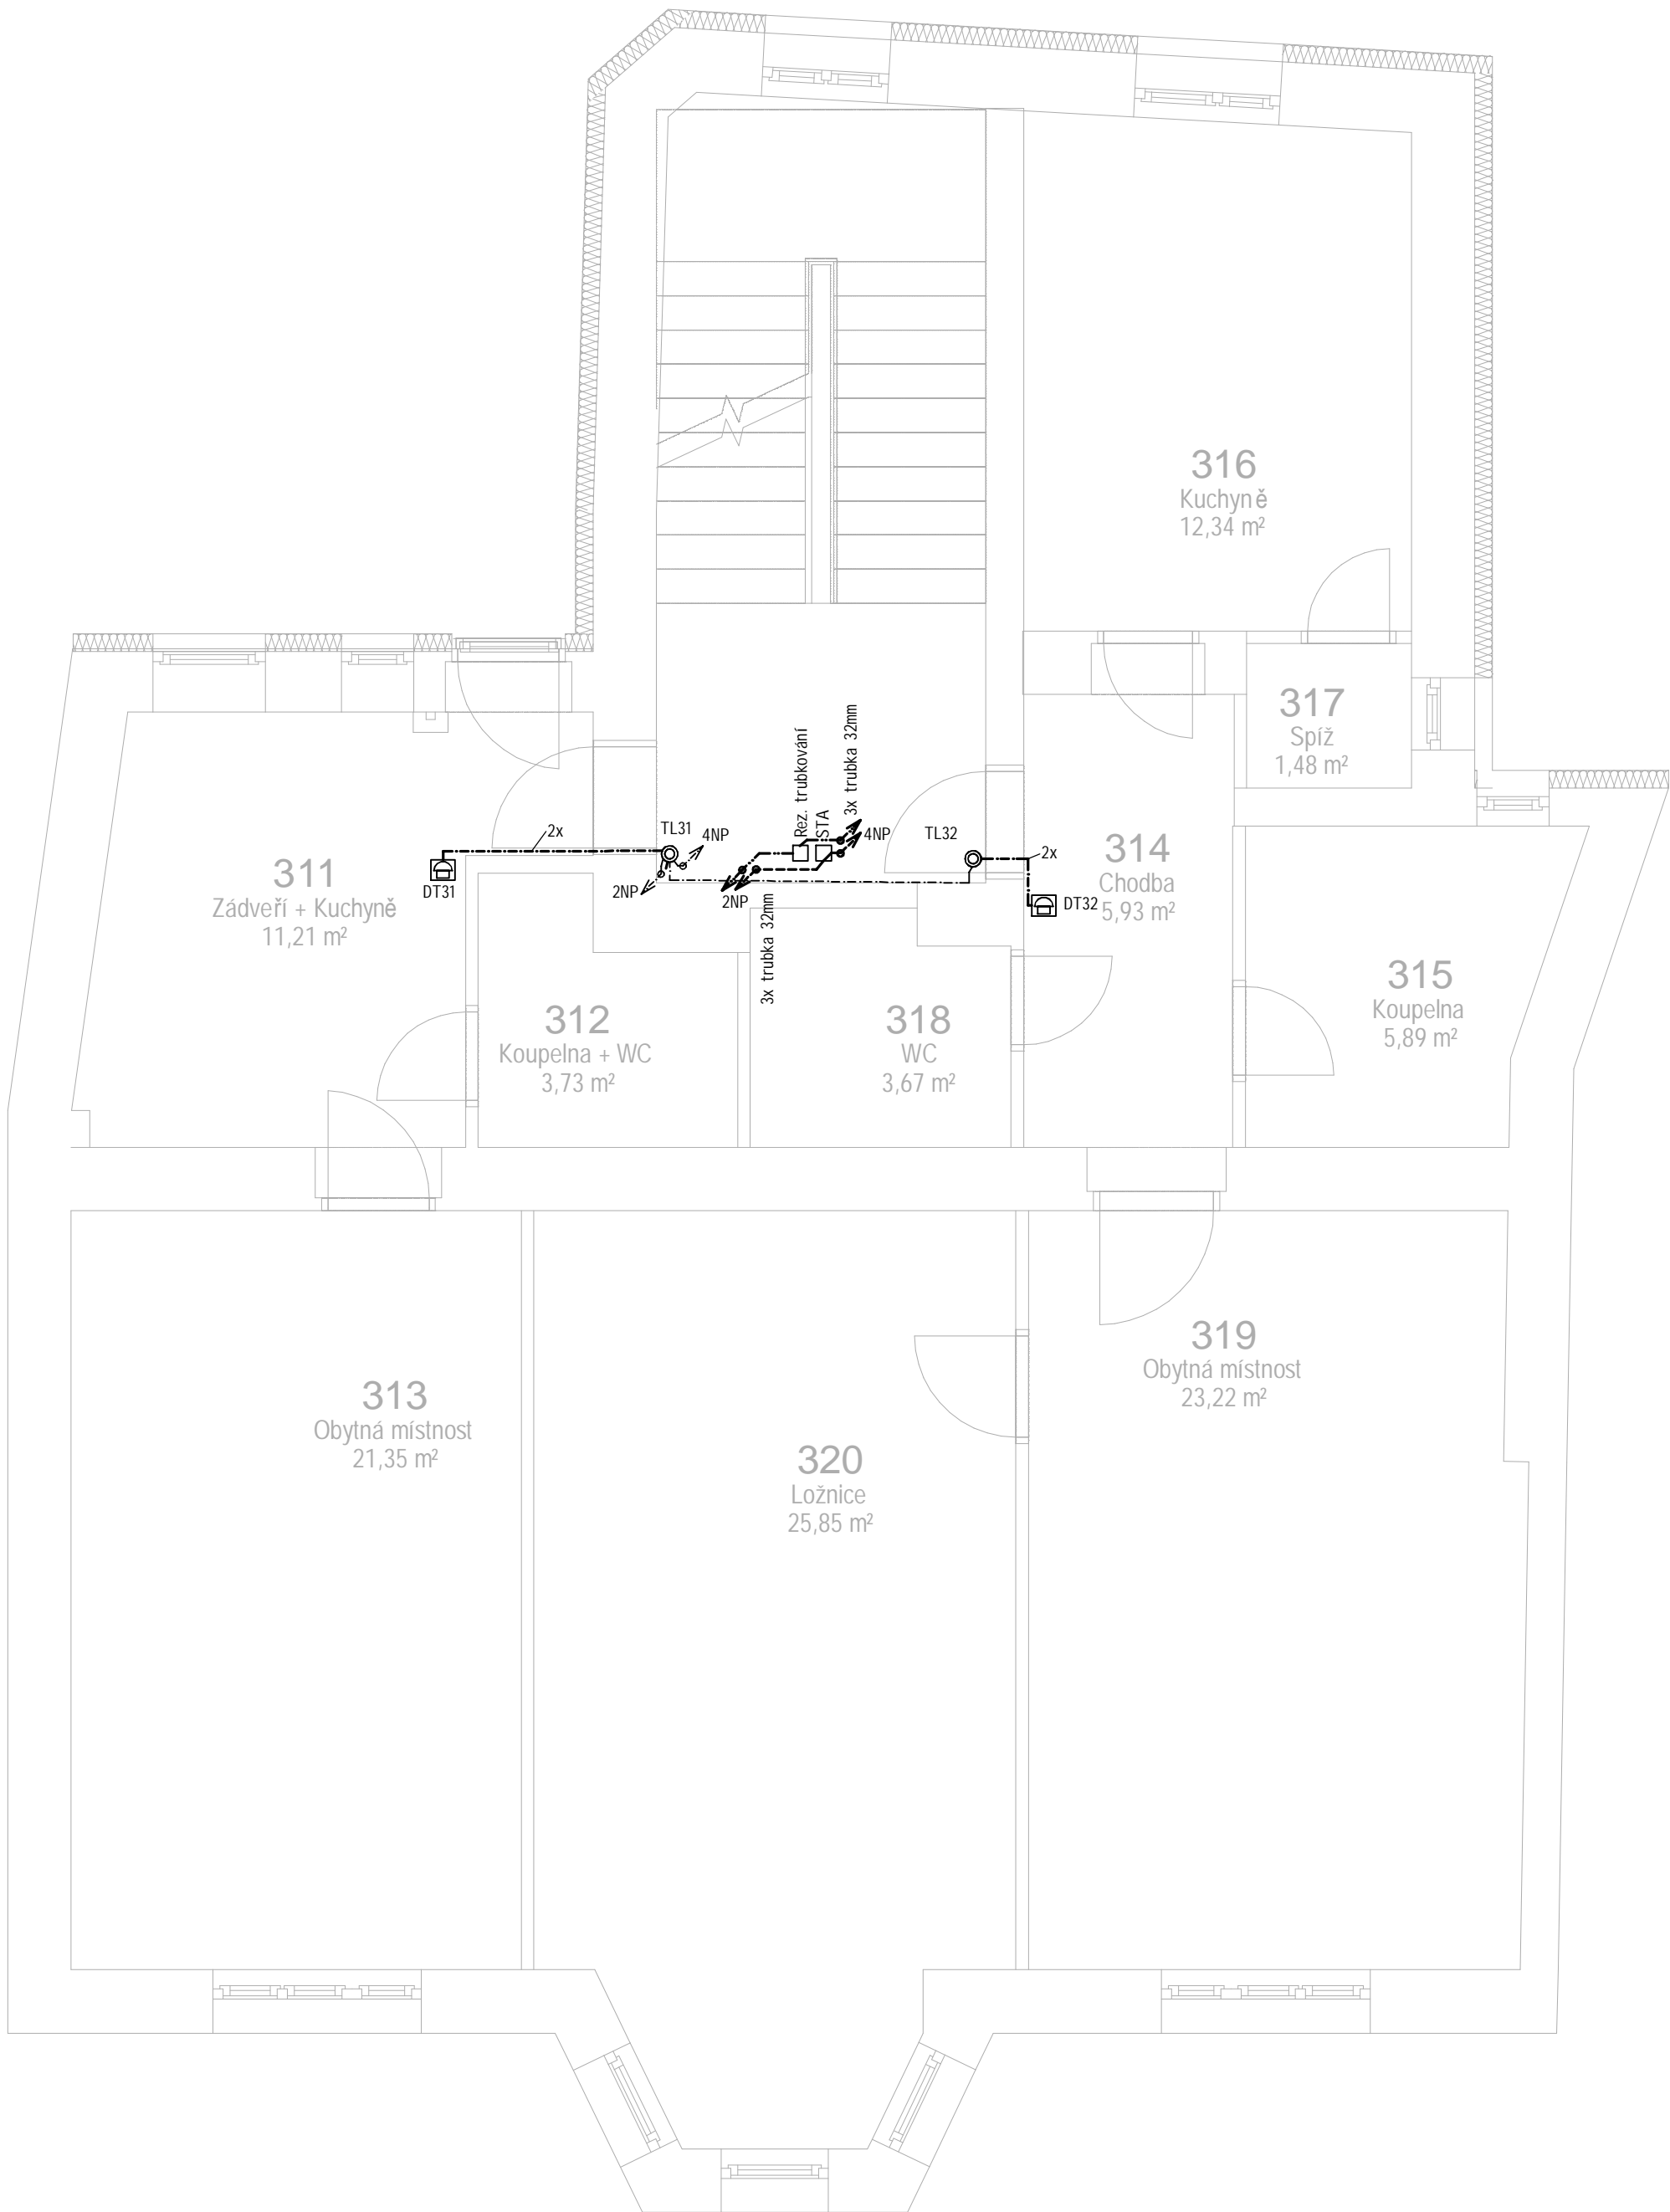 316
Kuchyně
12,34 m²
317
Spíž
1,48 m²
Rez. trubkování
STA
3x trubka 32mm
2x
TL31
4NP
4NP
TL32
2x
314
Chodba
5,93 m²
311
Zádveří + Kuchyně
11,21 m²
DT31
2NP
2NP
DT32
3x trubka 32mm
315
Koupelna
5,89 m²
312
Koupelna + WC
3,73 m²
318
WC
3,67 m²
319
Obytná místnost
23,22 m²
313
Obytná místnost
21,35 m²
320
Ložnice
25,85 m²